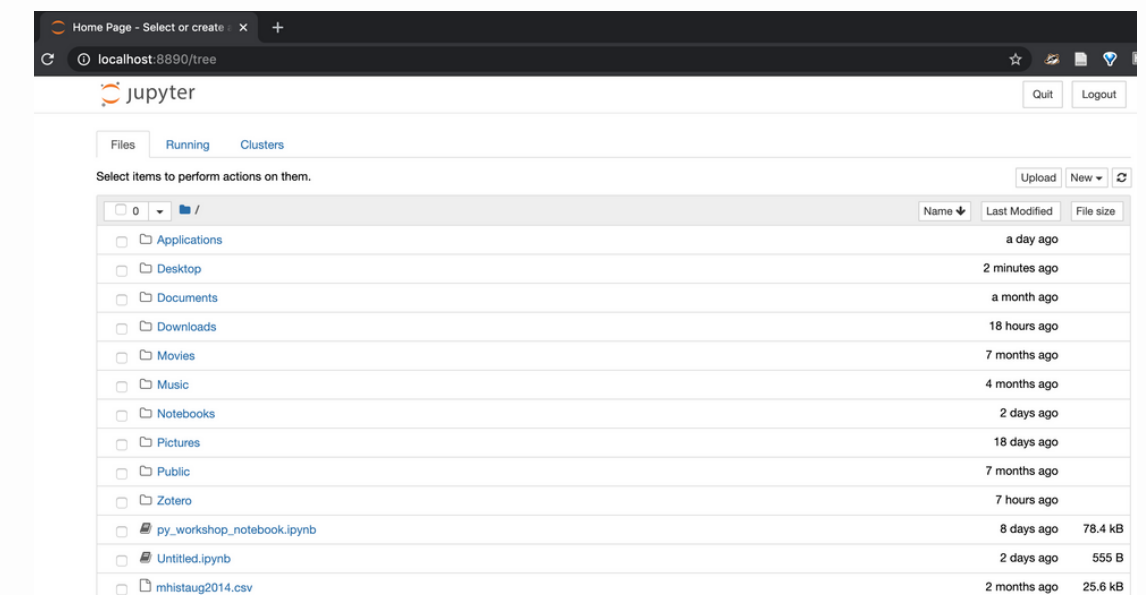 Home Page - Select or create a
localhost:8890/tree
jupyter
Quit Logout
Files Running Clusters
Select items to perform actions on them.
Upload New
0 /
Name Last Modified File size
Applications a day ago
Desktop 2 minutes ago
Documents a month ago
Downloads 18 hours ago
Movies 7 months ago
Music 4 months ago
Notebooks 2 days ago
Pictures 18 days ago
Public 7 months ago
Zotero 7 hours ago
py_workshop_notebook.ipynb 8 days ago 78.4 kB
Untitled.ipynb 2 days ago 555 B
mhistaug2014.csv 2 months ago 25.6 kB